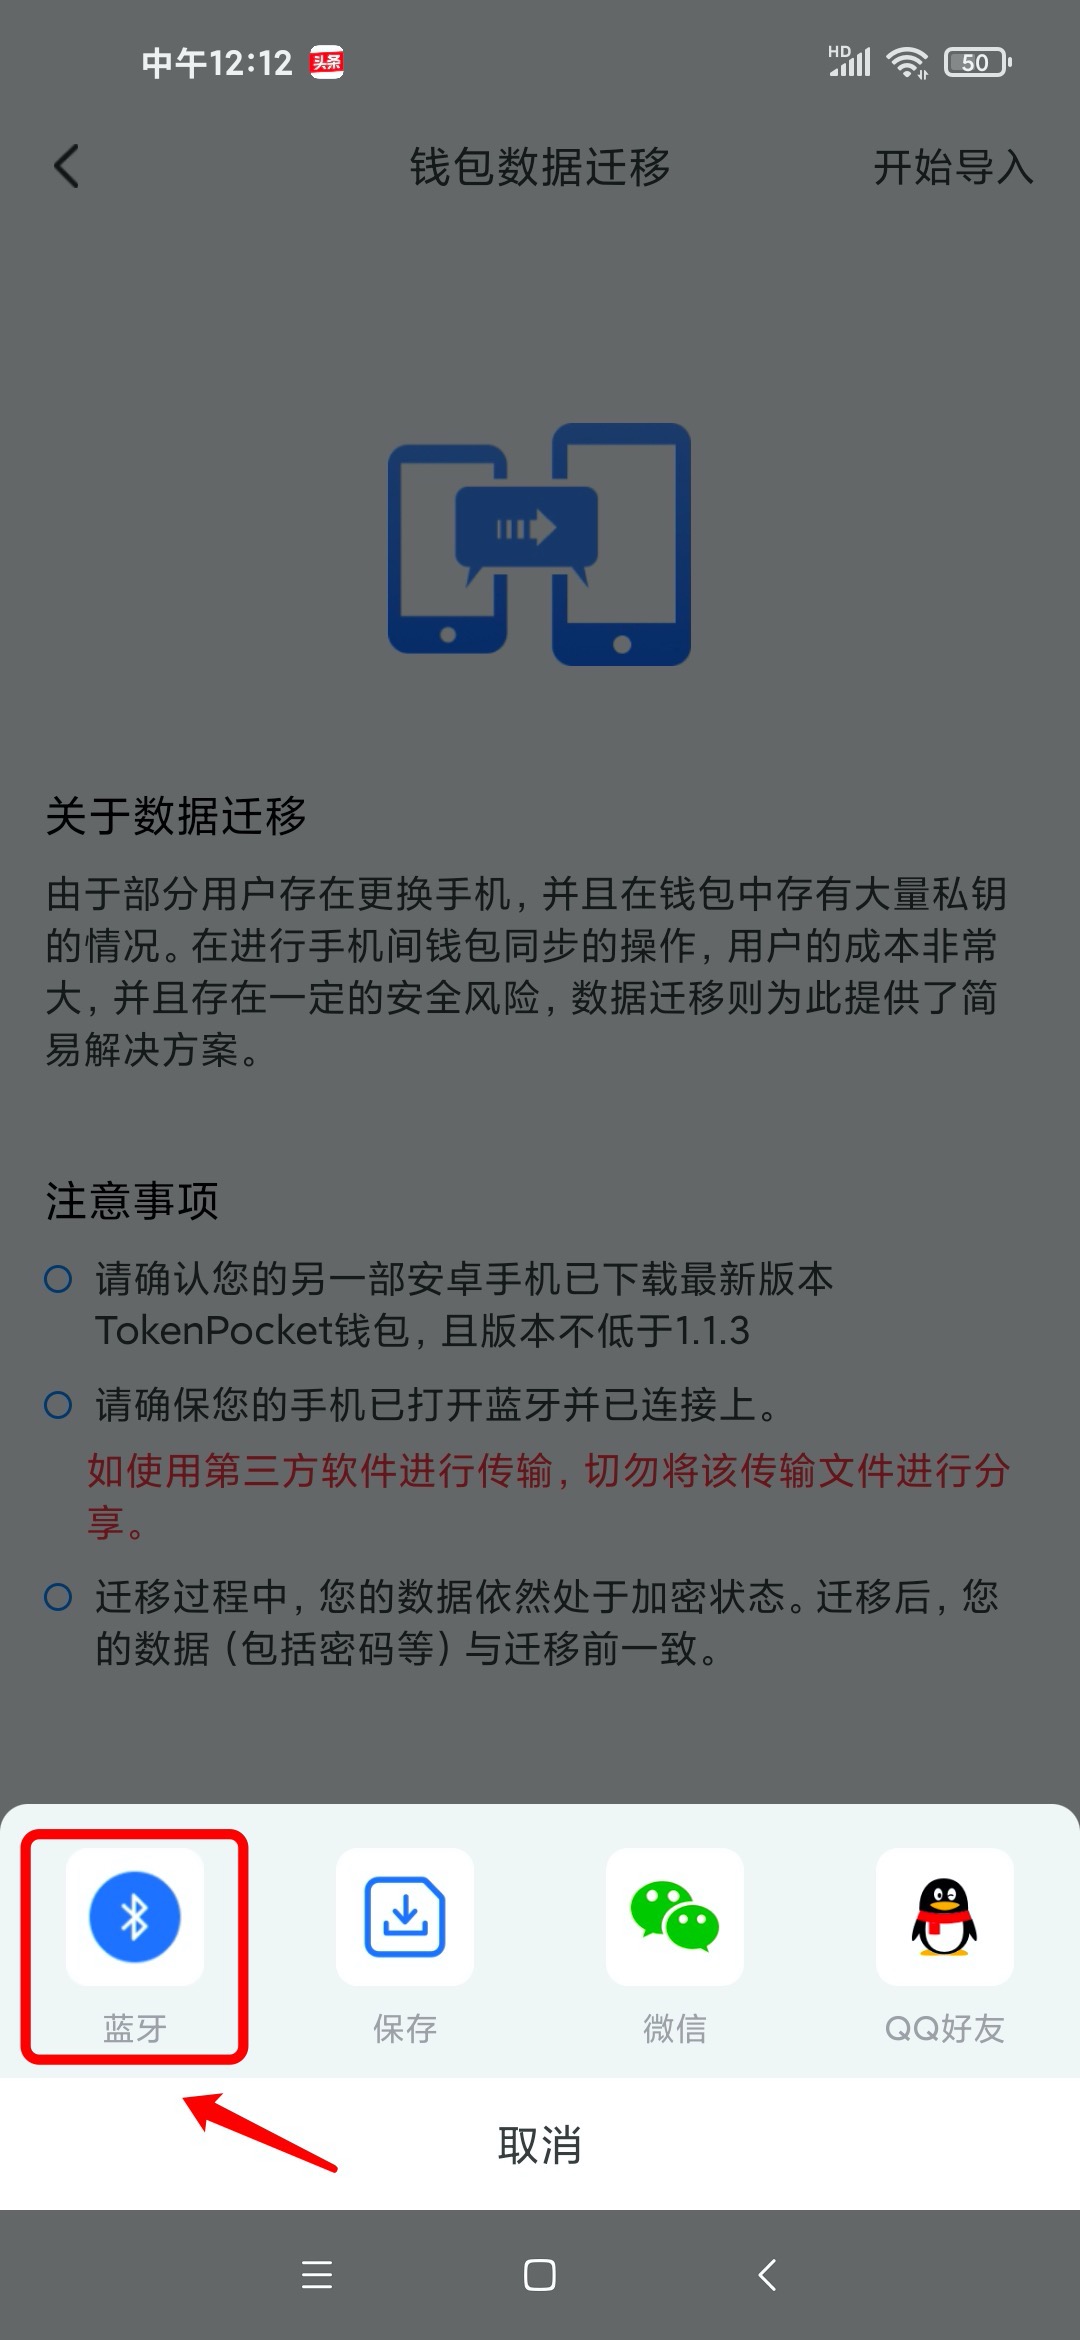 中午12:12 头条 HD 50
钱包数据迁移 开始导入
关于数据迁移
由于部分用户存在更换手机，并且在钱包中存有大量私钥
的情况。在进行手机间钱包同步的操作，用户的成本非常
大，并且存在一定的安全风险，数据迁移则为此提供了简
易解决方案。
注意事项
请确认您的另一部安卓手机已下载最新版本
TokenPocket钱包，且版本不低于1.1.3
请确保您的手机已打开蓝牙并已连接上。
如使用第三方软件进行传输，切勿将该传输文件进行分
享。
迁移过程中，您的数据依然处于加密状态。迁移后，您
的数据（包括密码等）与迁移前一致。
蓝牙 保存 微信 QQ好友
取消